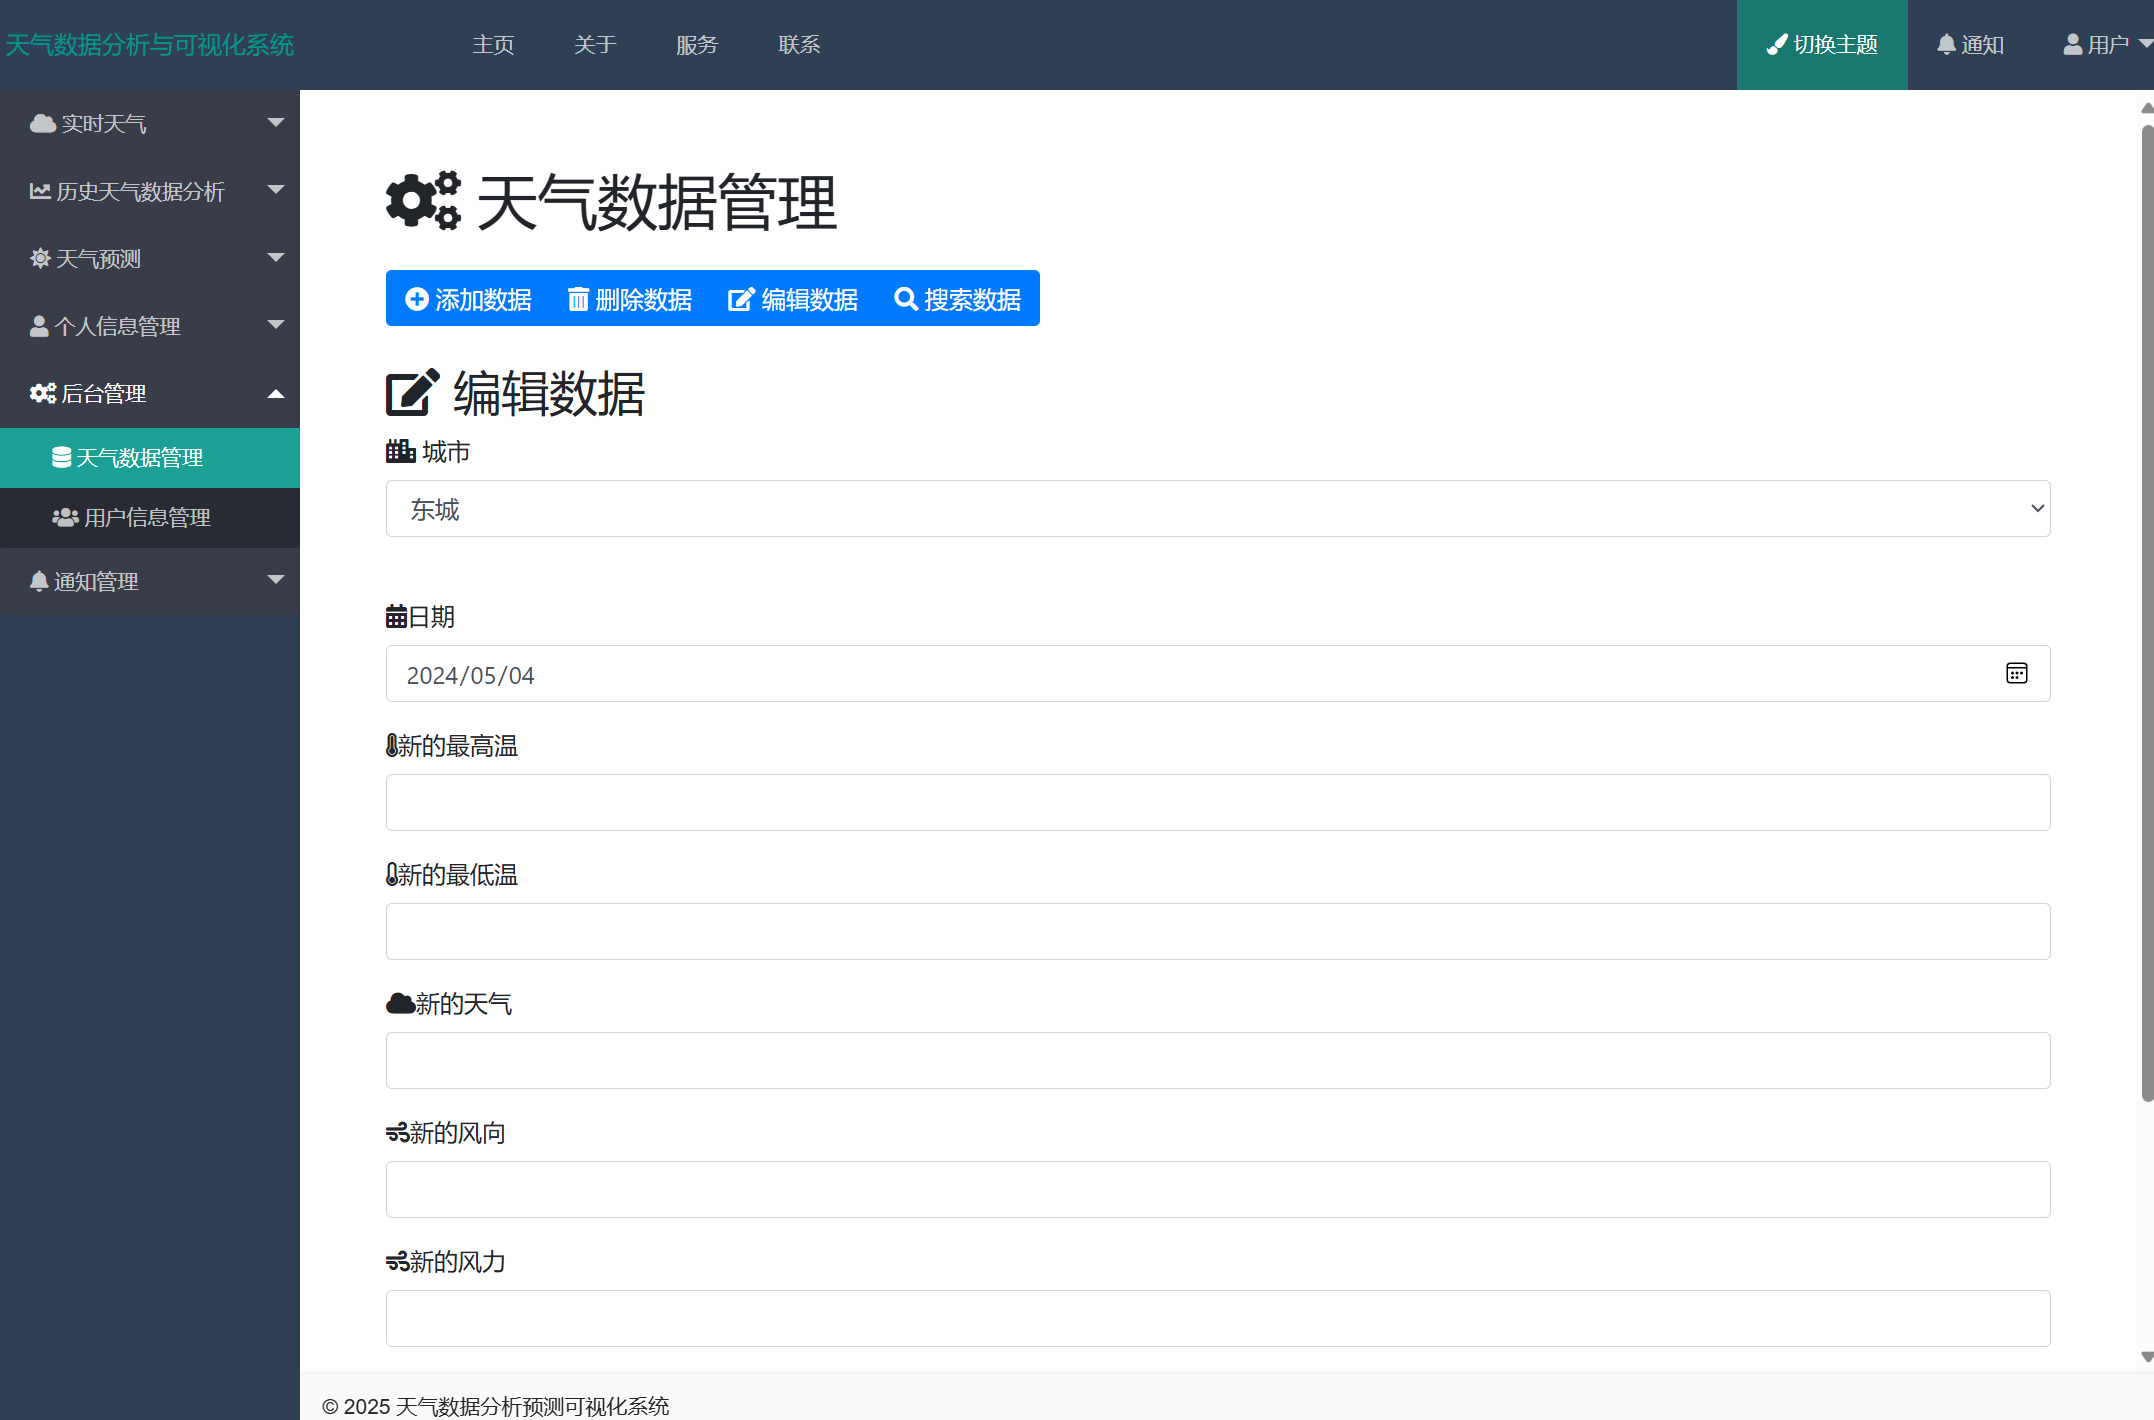 天气数据分析与可视化系统 主页 关于 服务 联系 切换主题 通知 用户
实时天气
历史天气数据分析
天气预测
个人信息管理
后台管理
天气数据管理
用户信息管理
通知管理
天气数据管理
添加数据 删除数据 编辑数据 搜索数据
编辑数据
城市
东城
日期
2024/05/04
新的最高温
新的最低温
新的天气
新的风向
新的风力
© 2025 天气数据分析预测可视化系统